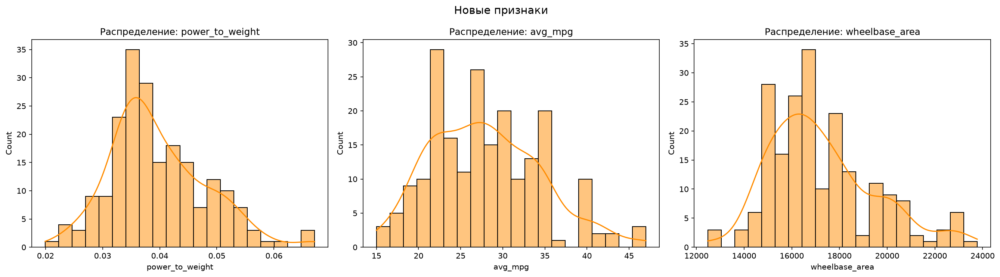 Новые признаки
Распределение: power_to_weight
35
30
25
20
15
10
5
0
Count
0.02 0.03 0.04 0.05 0.06
power_to_weight
Распределение: avg_mpg
30
25
20
15
10
5
0
Count
15 20 25 30 35 40 45
avg_mpg
Распределение: wheelbase_area
35
30
25
20
15
10
5
0
Count
12000 14000 16000 18000 20000 22000 24000
wheelbase_area